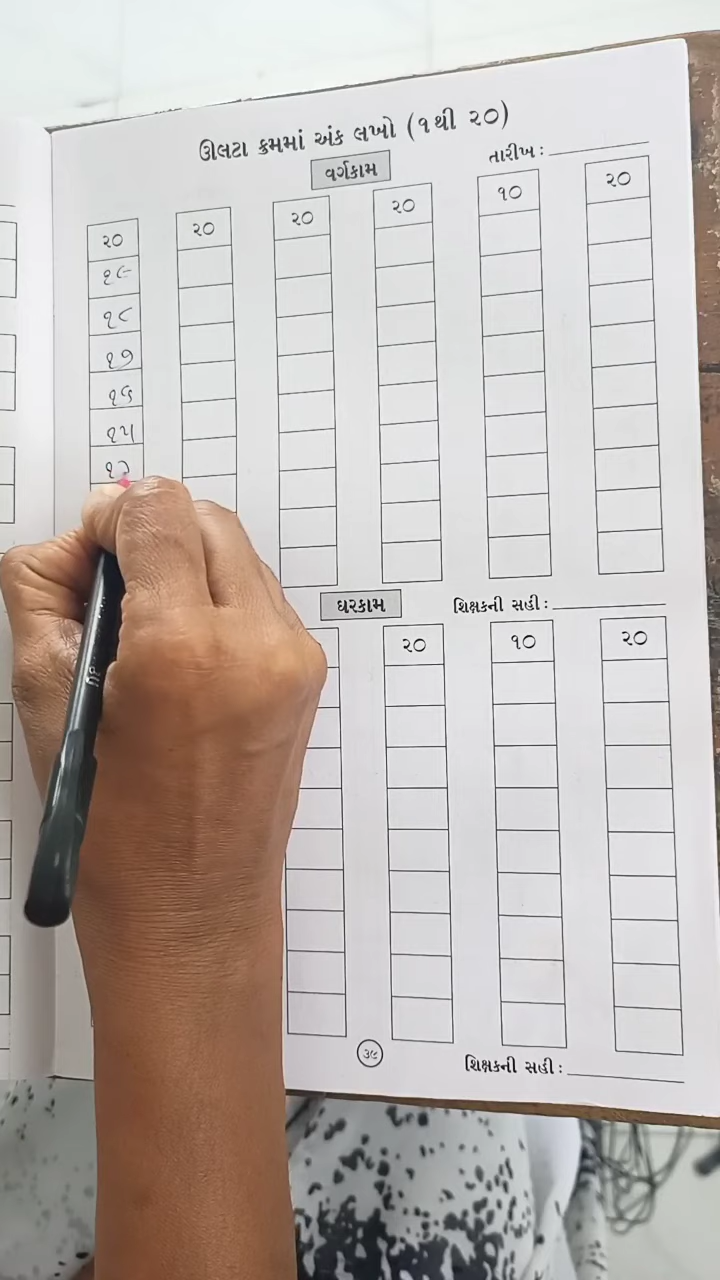 ઊલટા ક્રમમાં અંક લખો (૧થી ૨૦)
વર્ગકામ
તારીખ :
૨૦ ૨૦ ૨૦ ૨૦ ૧૦ ૨૦
૧૯
૧૮
૧૭
૧૬
૧૫
ઘરકામ
શિક્ષકની સહી :
૨૦ ૧૦ ૨૦
૩૯
શિક્ષકની સહી :